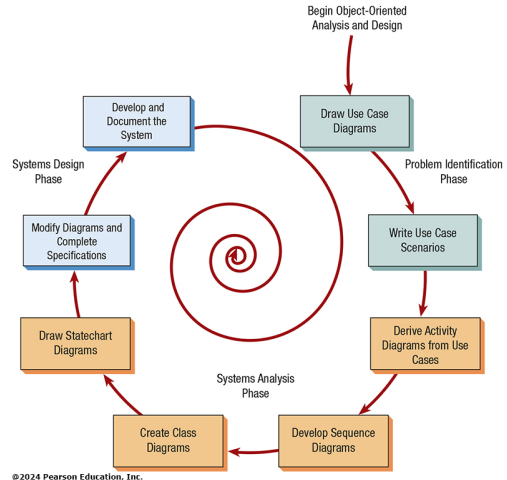 Begin Object-Oriented
Analysis and Design
Draw Use Case
Diagrams
Problem Identification
Phase
Write Use Case
Scenarios
Derive Activity
Diagrams from Use
Cases
Develop Sequence
Diagrams
Systems Analysis
Phase
Create Class
Diagrams
Draw Statechart
Diagrams
Modify Diagrams and
Complete
Specifications
Systems Design
Phase
Develop and
Document the
System
©2024 Pearson Education, Inc.